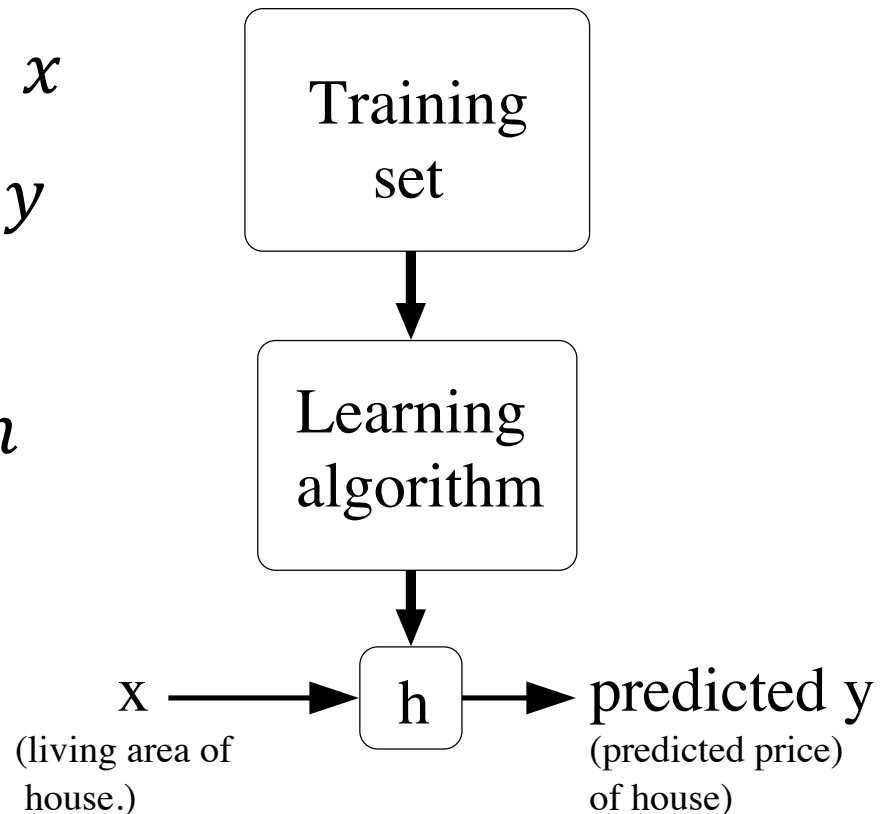 x
Training
set
y
Learning
algorithm
x
h
predicted y
(living area of
house.)
(predicted price)
of house)